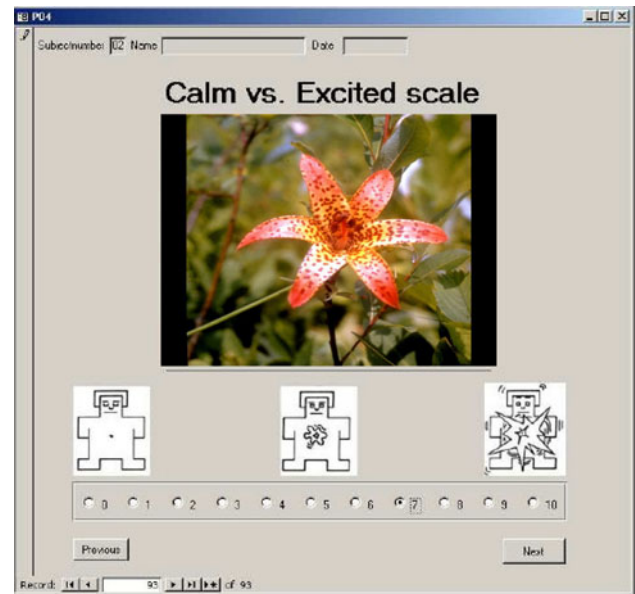 P04
Subjectnumber 02 Name Date
Calm vs. Excited scale
0 1 2 3 4 5 6 7 8 9 10
Previous Next
Record: 93 of 93